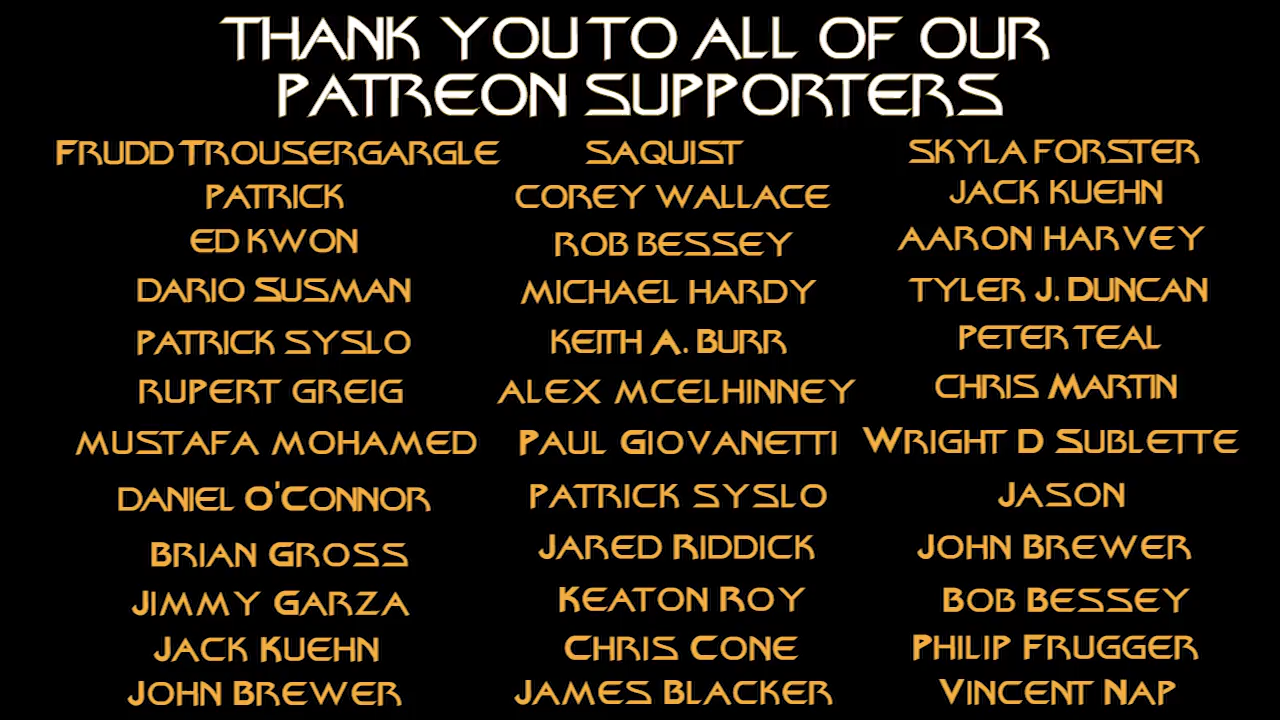 THANK YOU TO ALL OF OUR
PATREON SUPPORTERS
FRUDD TROUSERGARGLE SAQUIST SKYLA FORSTER
PATRICK COREY WALLACE JACK KUEHN
ED KWON ROB BESSEY AARON HARVEY
DARIO SUSMAN MICHAEL HARDY TYLER J. DUNCAN
PATRICK SYSLO KEITH A. BURR PETER TEAL
RUPERT GREIG ALEX MCELHINNEY CHRIS MARTIN
MUSTAFA MOHAMED PAUL GIOVANETTI WRIGHT D SUBLETTE
DANIEL O'CONNOR PATRICK SYSLO JASON
BRIAN GROSS JARED RIDDICK JOHN BREWER
JIMMY GARZA KEATON ROY BOB BESSEY
JACK KUEHN CHRIS CONE PHILIP FRUGGER
JOHN BREWER JAMES BLACKER VINCENT NAP